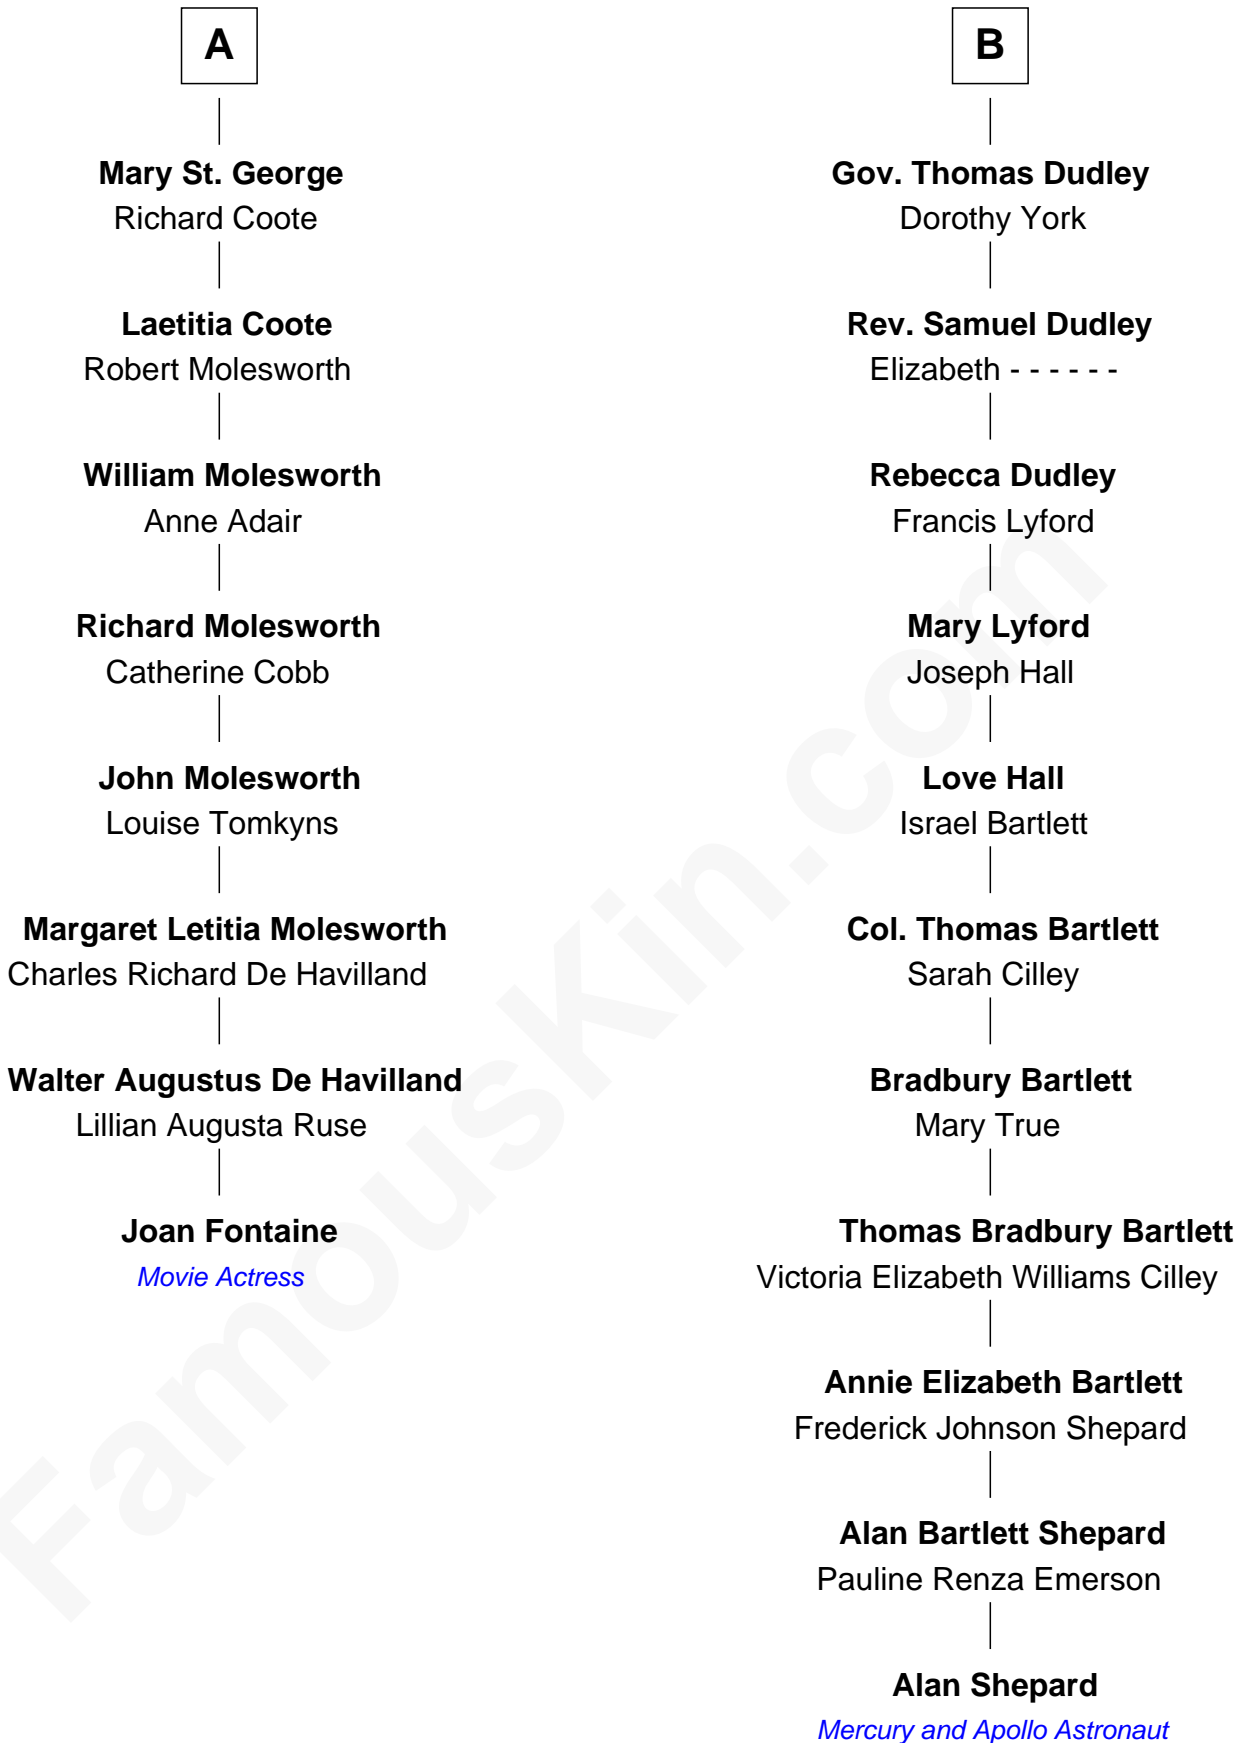 A
Mary St. George
Richard Coote
Laetitia Coote
Robert Molesworth
William Molesworth
Anne Adair
Richard Molesworth
Catherine Cobb
John Molesworth
Louise Tomkyns
Margaret Letitia Molesworth
Charles Richard De Havilland
Walter Augustus De Havilland
Lillian Augusta Ruse
Joan Fontaine
Movie Actress
B
Gov. Thomas Dudley
Dorothy York
Rev. Samuel Dudley
Elizabeth - - - - - -
Rebecca Dudley
Francis Lyford
Mary Lyford
Joseph Hall
Love Hall
Israel Bartlett
Col. Thomas Bartlett
Sarah Cilley
Bradbury Bartlett
Mary True
Thomas Bradbury Bartlett
Victoria Elizabeth Williams Cilley
Annie Elizabeth Bartlett
Frederick Johnson Shepard
Alan Bartlett Shepard
Pauline Renza Emerson
Alan Shepard
Mercury and Apollo Astronaut
FamousKin.com